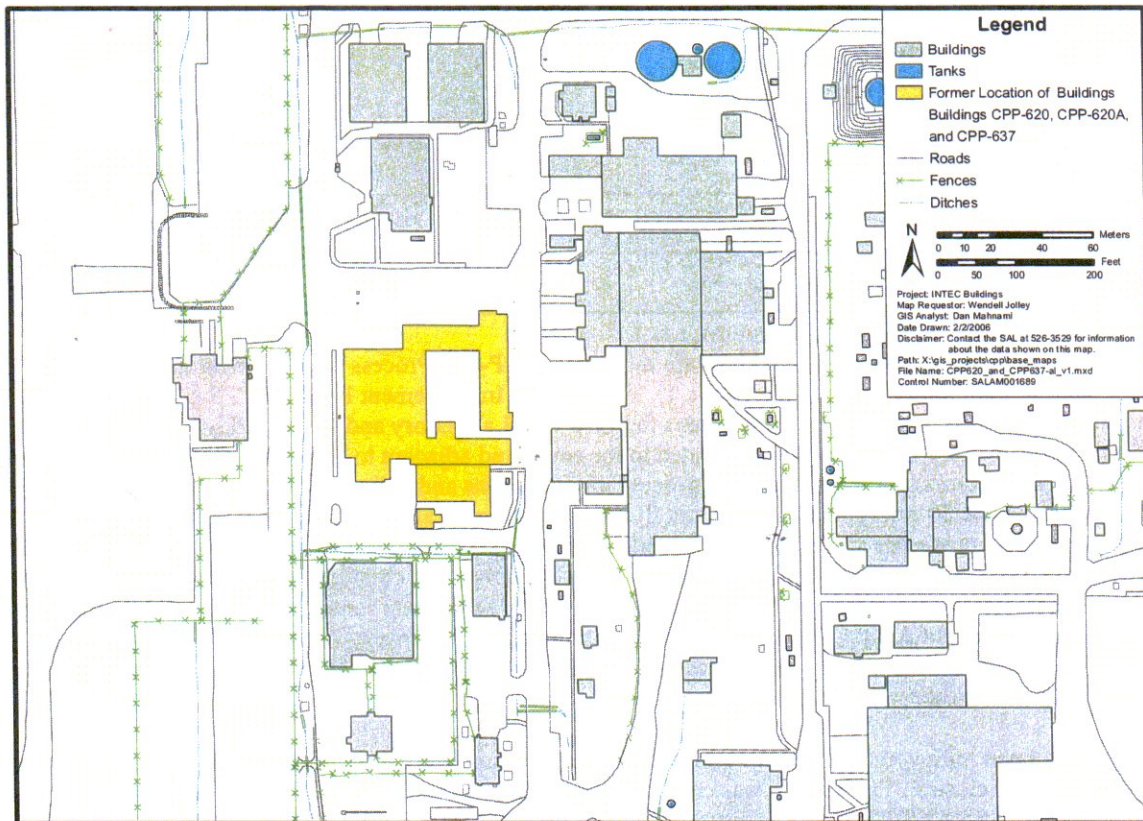 Legend
Buildings
Tanks
Former Location of Buildings
Buildings CPP-620, CPP-620A,
and CPP-637
Roads
Fences
Ditches
N
0 10 20 40 60 Meters
Feet
0 50 100 200
Project: INTEC Buildings
Map Requestor: Wendell Jolley
GIS Analyst: Dan Mahnami
Date Drawn: 2/2/2006
Disclaimer: Contact the SAL at 526-3529 for information
about the data shown on this map.
Path: X:\gis_projects\cpp\base_maps
File Name: CPP620_and_CPP637-al_v1.mxd
Control Number: SALAM001689